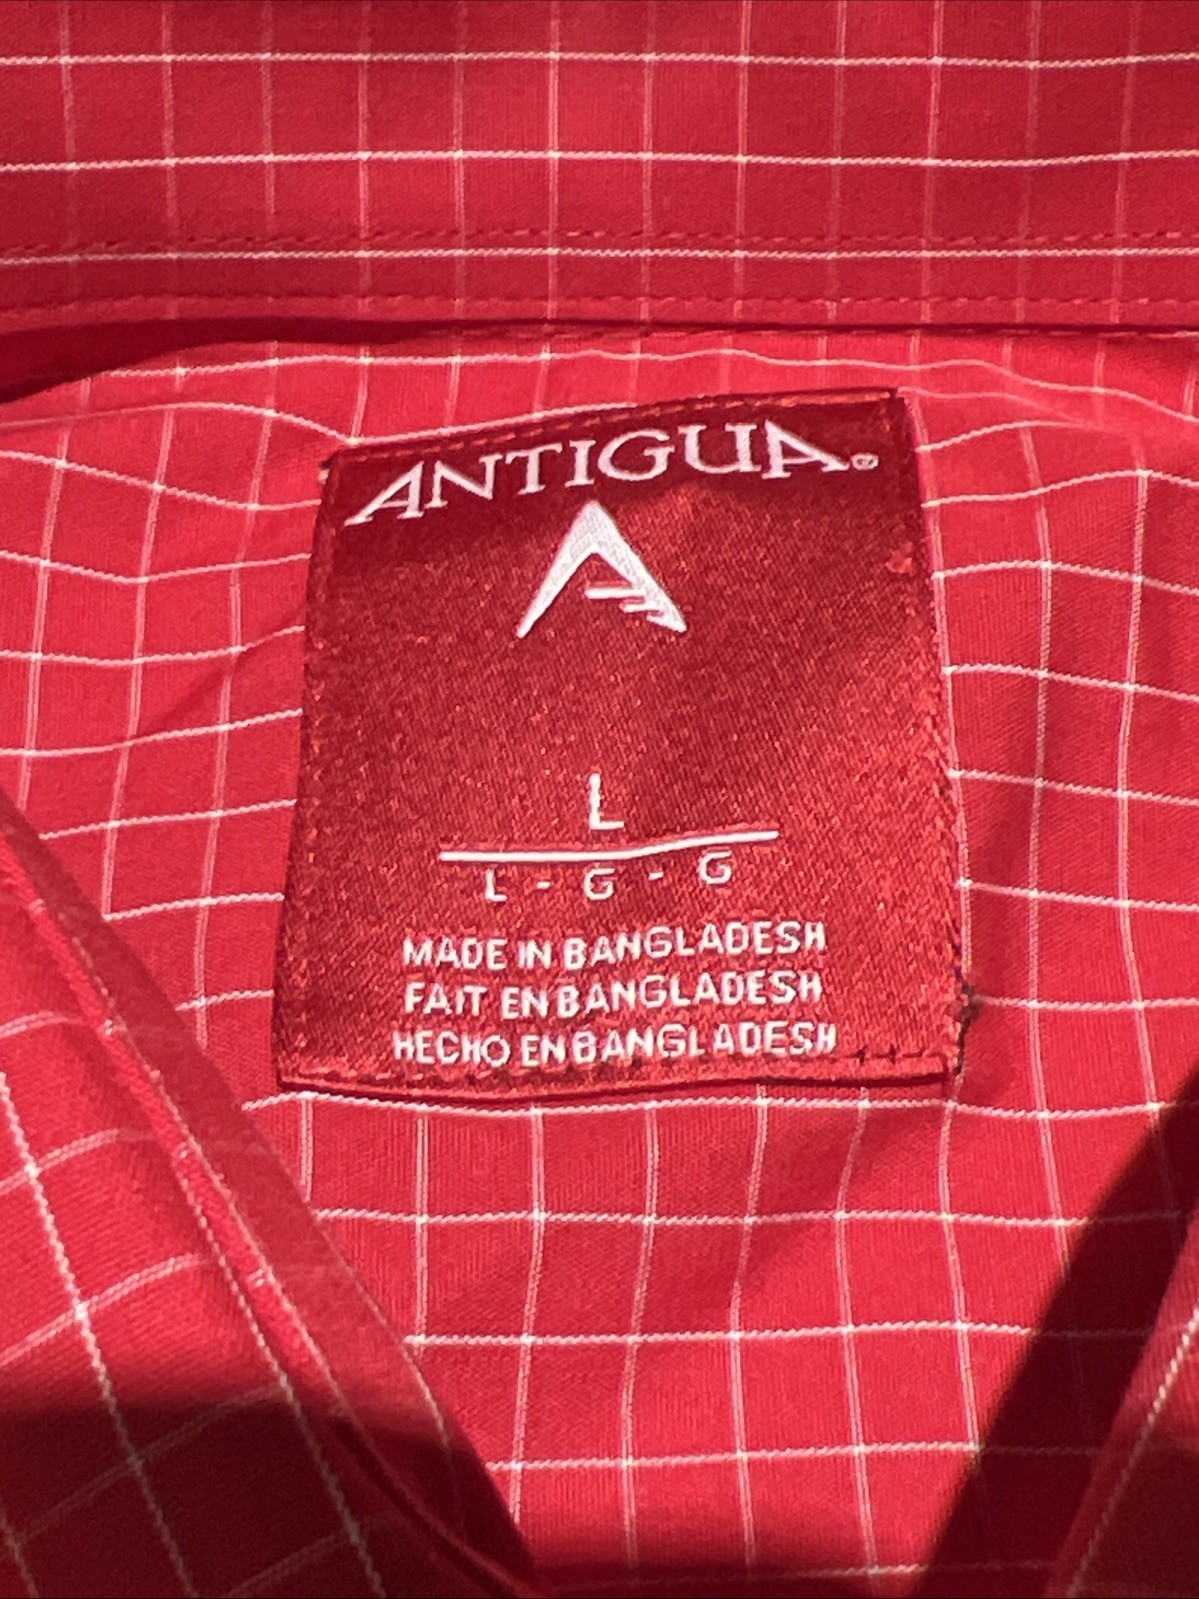 ANTIGUA®
L
L - G - G
MADE IN BANGLADESH
FAIT EN BANGLADESH
HECHO EN BANGLADESH